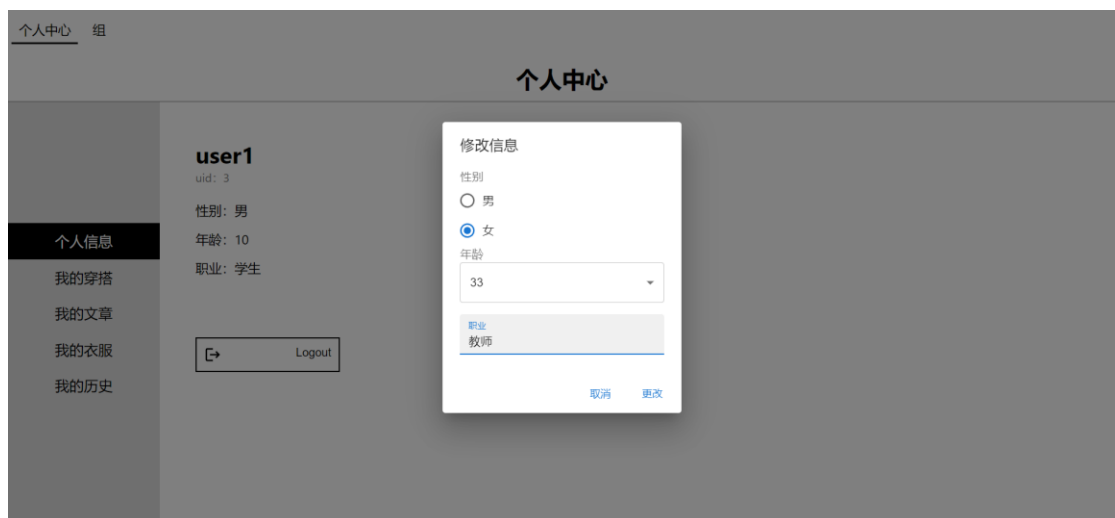 个人中心 组
个人中心
个人信息
我的穿搭
我的文章
我的衣服
我的历史
user1
uid: 3
性别: 男
年龄: 10
职业: 学生
Logout
修改信息
性别
男
女
年龄
33
职业
教师
取消 更改